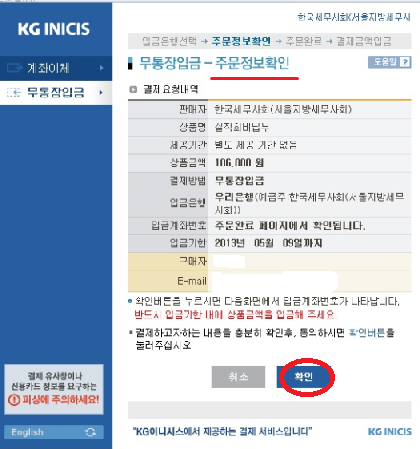 KG INICIS
한국세무사회(서울지방세무사
입금은행선택 → 주문정보확인 → 주문완료 → 결제금액입금
계좌이체
무통장입금
무통장입금 - 주문정보확인
도움말 ?
결제요청내역
판매자 한국세무사회(서울지방세무사회)
상품명 실적회비납부
제공기간 별도 제공 기간 없음
상품금액 106,000 원
결제방법 무통장입금
입금은행 우리은행(예금주 한국세무사회(서울지방세무
사회))
입금계좌번호 주문완료 페이지에서 확인됩니다.
입금기한 2013년 05월 09일까지
구매자
E-mail
확인버튼을 누르시면 다음화면에서 입금계좌번호가 나타납니다.
반드시 입금기한 내에 상품금액을 입금해 주세요.
결제하고자하는 내용을 충분히 확인후, 동의하시면 확인버튼을
눌러주십시오
취소 확인
결제 유사창이나
신용카드 정보를 요구하는
피싱에 주의하세요!
English
"KG이니시스에서 제공하는 결제 서비스입니다"
KG INICIS